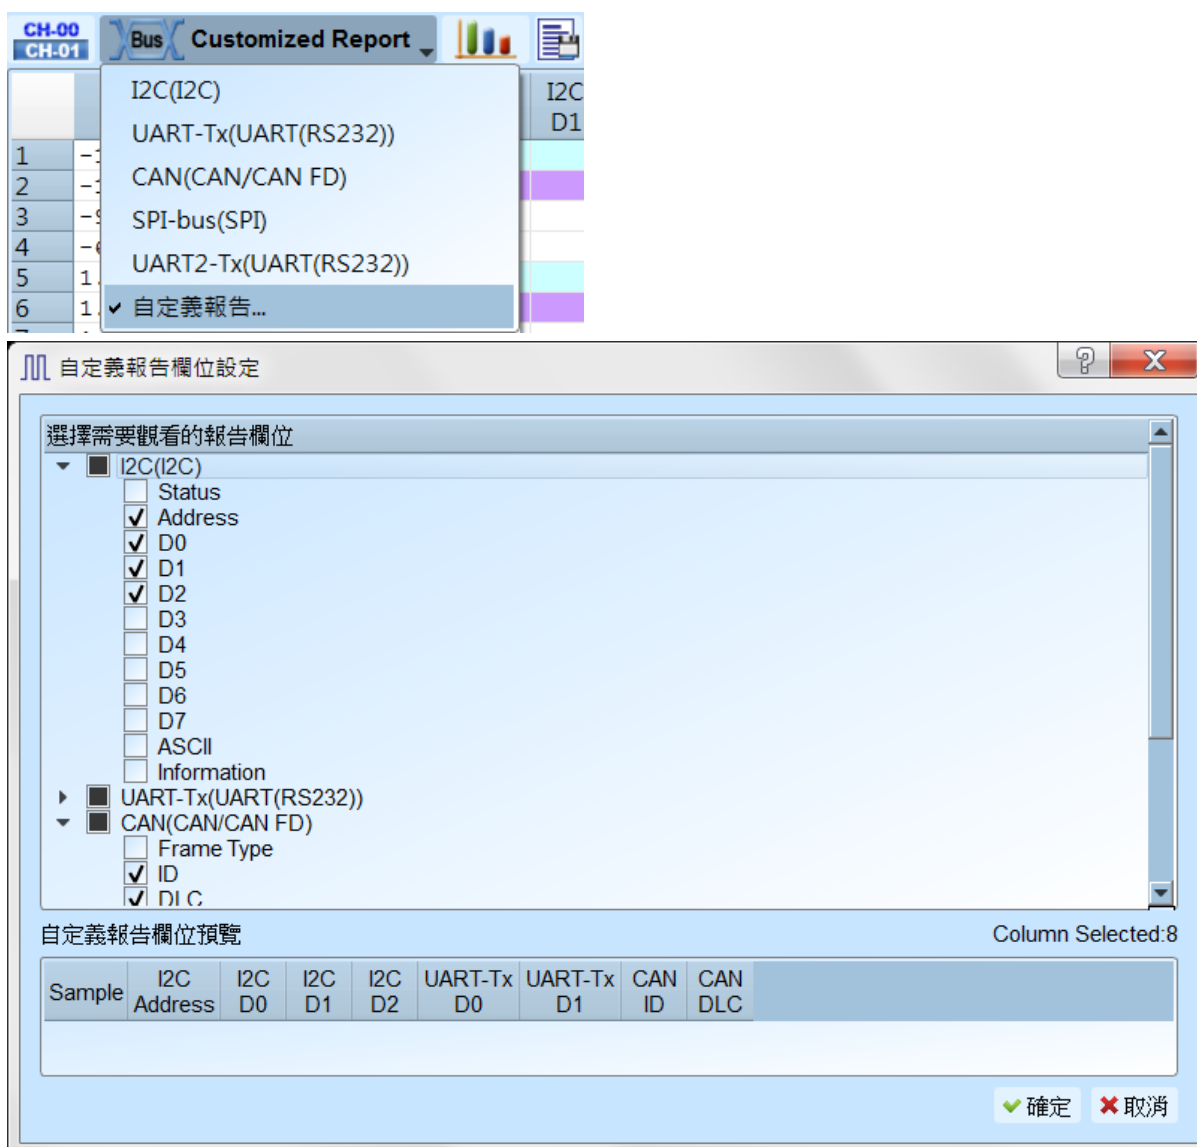 CH-00
CH-01
Bus Customized Report
I2C(I2C)
UART-Tx(UART(RS232))
CAN(CAN/CAN FD)
SPI-bus(SPI)
UART2-Tx(UART(RS232))
自定義報告...
I2C
D1
1
2
3
4
5
6
自定義報告欄位設定
選擇需要觀看的報告欄位
I2C(I2C)
Status
Address
D0
D1
D2
D3
D4
D5
D6
D7
ASCII
Information
UART-Tx(UART(RS232))
CAN(CAN/CAN FD)
Frame Type
ID
DLC
自定義報告欄位預覽 Column Selected:8
Sample I2C Address I2C D0 I2C D1 I2C D2 UART-Tx D0 UART-Tx D1 CAN ID CAN DLC
確定 取消